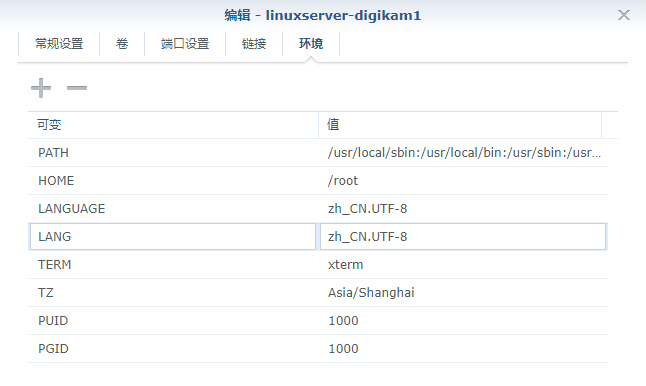 编辑 - linuxserver-digikam1
常规设置 卷 端口设置 链接 环境
可变 值
PATH /usr/local/sbin:/usr/local/bin:/usr/sbin:/usr...
HOME /root
LANGUAGE zh_CN.UTF-8
LANG zh_CN.UTF-8
TERM xterm
TZ Asia/Shanghai
PUID 1000
PGID 1000